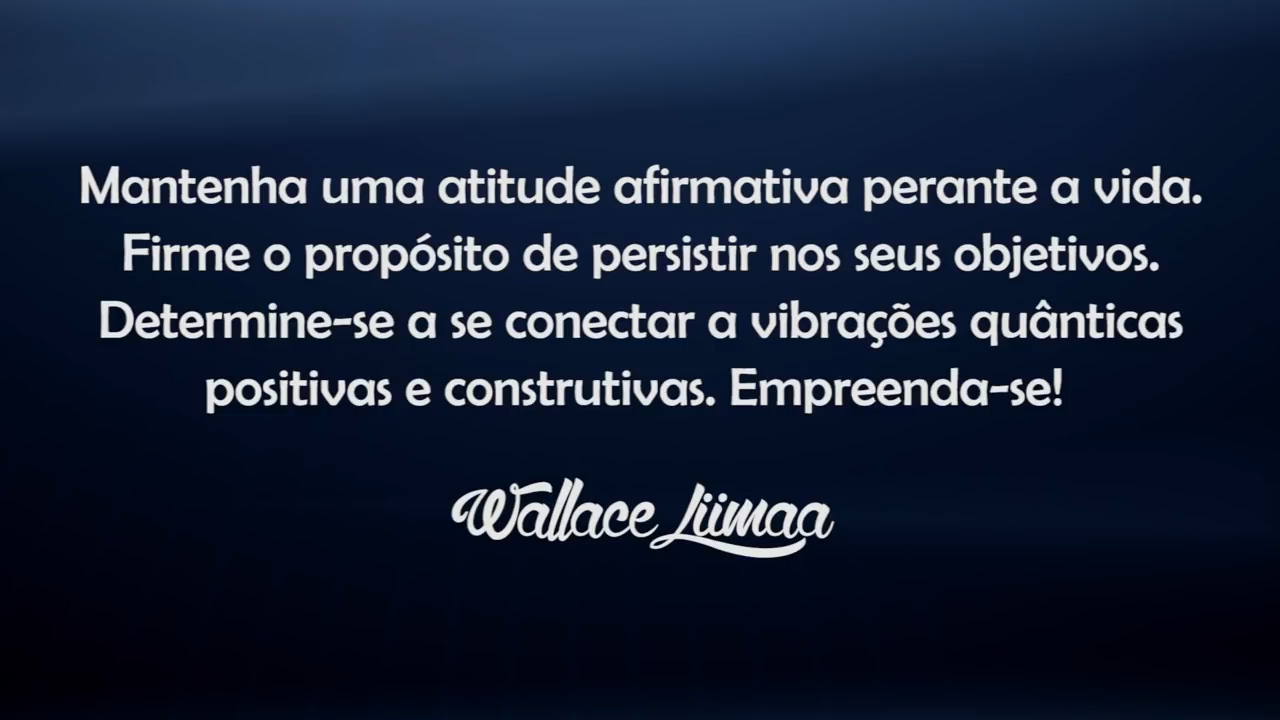 Mantenha uma atitude afirmativa perante a vida.
Firme o propósito de persistir nos seus objetivos.
Determine-se a se conectar a vibrações quânticas
positivas e construtivas. Empreenda-se!
Wallace Liimaa